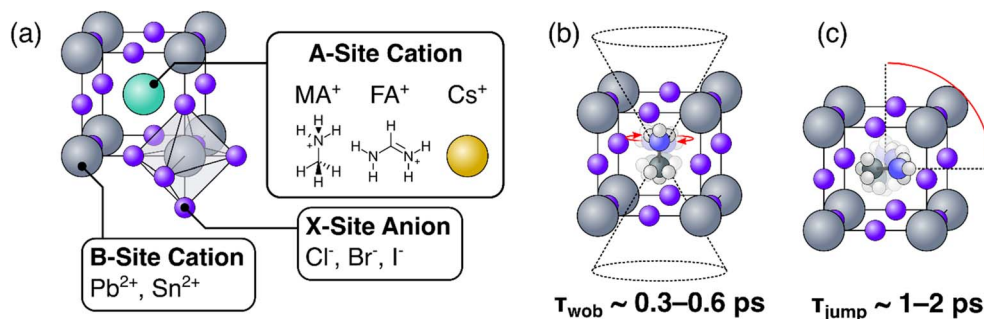 (a)
A-Site Cation
MA⁺ FA⁺ Cs⁺
H H H
N H H H
+ N N H
H H H H +
H H H
X-Site Anion
Cl⁻, Br⁻, I⁻
B-Site Cation
Pb²⁺, Sn²⁺
(b)
τwob ~ 0.3–0.6 ps
(c)
τjump ~ 1–2 ps